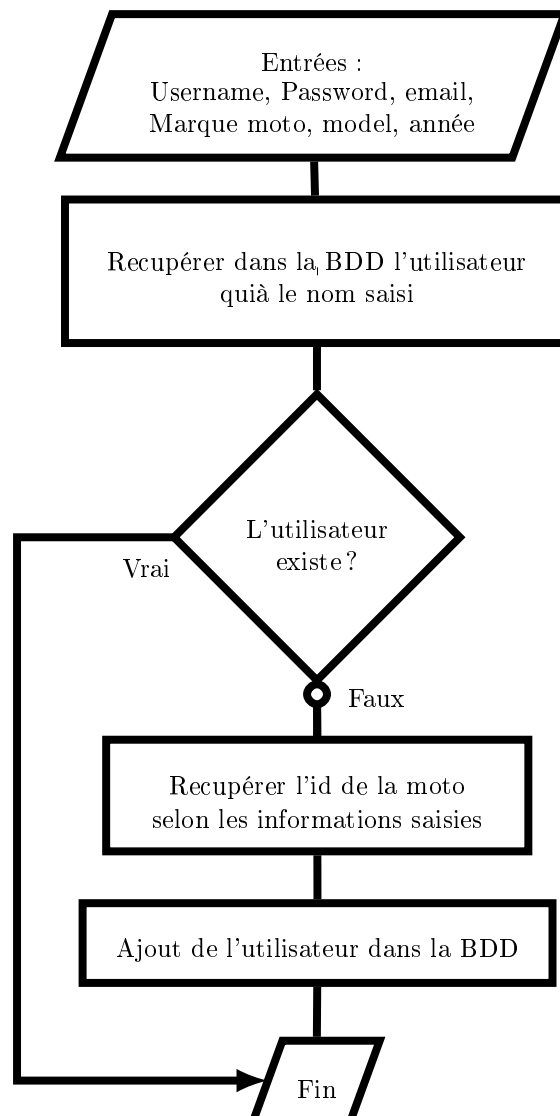 Entrées :
Username, Password, email,
Marque moto, model, année
Recupérer dans la BDD l'utilisateur
quià le nom saisi
L'utilisateur
existe ?
Vrai
Faux
Recupérer l'id de la moto
selon les informations saisies
Ajout de l'utilisateur dans la BDD
Fin